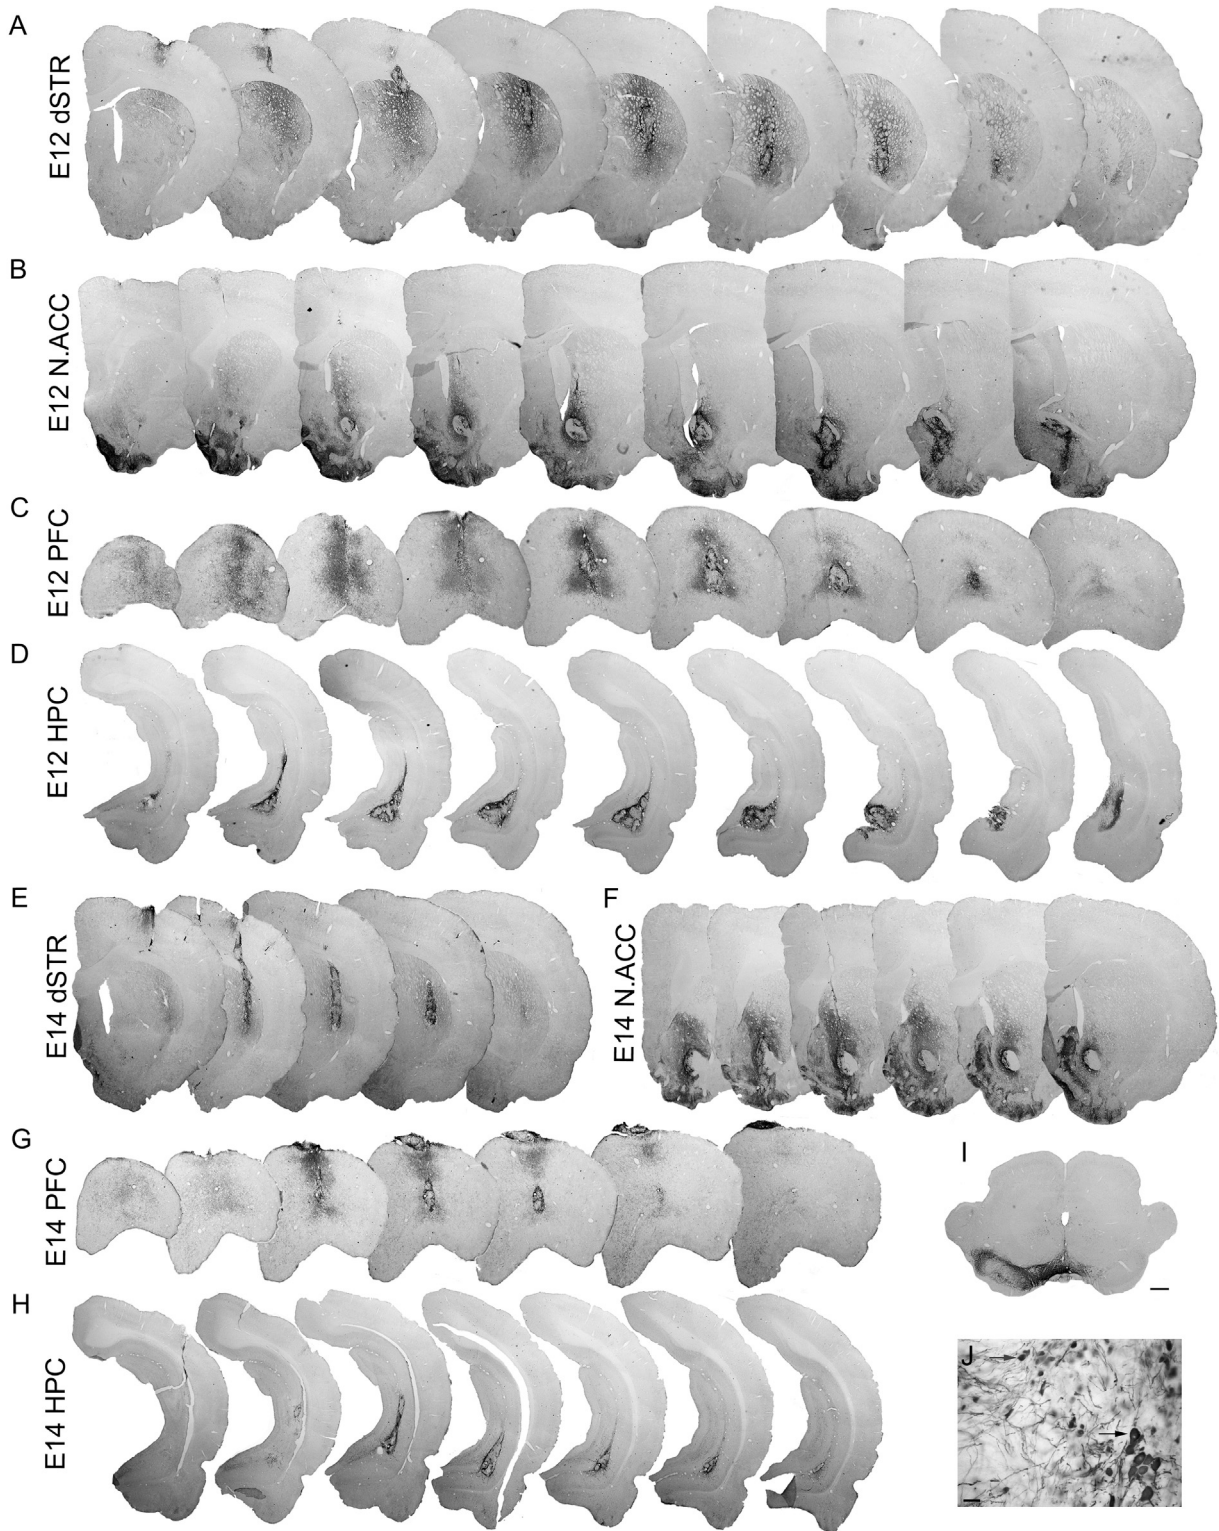 A
E12 dSTR
B
E12 N.ACC
C
E12 PFC
D
E12 HPC
E
E14 dSTR
F
E14 N.ACC
G
E14 PFC
H
E14 HPC
I
J